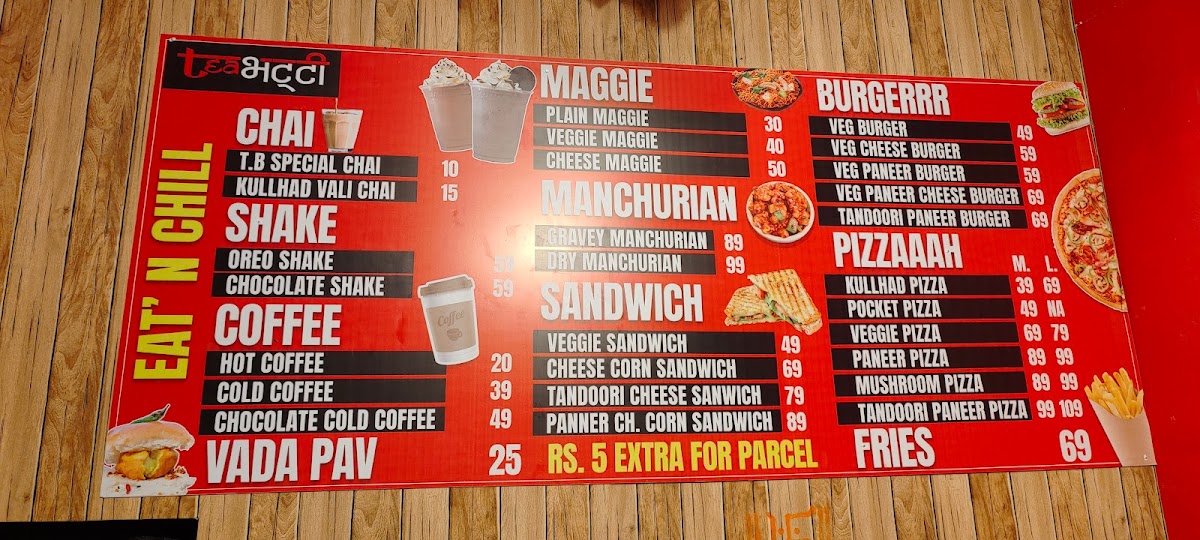 teaभट्टी
EAT' N CHILL
CHAI
T.B SPECIAL CHAI 10
KULLHAD VALI CHAI 15
SHAKE
OREO SHAKE
CHOCOLATE SHAKE 59
COFFEE
HOT COFFEE 20
COLD COFFEE 39
CHOCOLATE COLD COFFEE 49
VADA PAV 25
Coffee
MAGGIE
PLAIN MAGGIE 30
VEGGIE MAGGIE 40
CHEESE MAGGIE 50
MANCHURIAN
GRAVEY MANCHURIAN 89
DRY MANCHURIAN 99
SANDWICH
VEGGIE SANDWICH 49
CHEESE CORN SANDWICH 69
TANDOORI CHEESE SANWICH 79
PANNER CH. CORN SANDWICH 89
RS. 5 EXTRA FOR PARCEL
BURGERRR
VEG BURGER 49
VEG CHEESE BURGER 59
VEG PANEER BURGER 59
VEG PANEER CHEESE BURGER 69
TANDOORI PANEER BURGER 69
PIZZAAAH
M. L.
KULLHAD PIZZA 39 69
POCKET PIZZA 49 NA
VEGGIE PIZZA 69 79
PANEER PIZZA 89 99
MUSHROOM PIZZA 89 99
TANDOORI PANEER PIZZA 99 109
FRIES 69